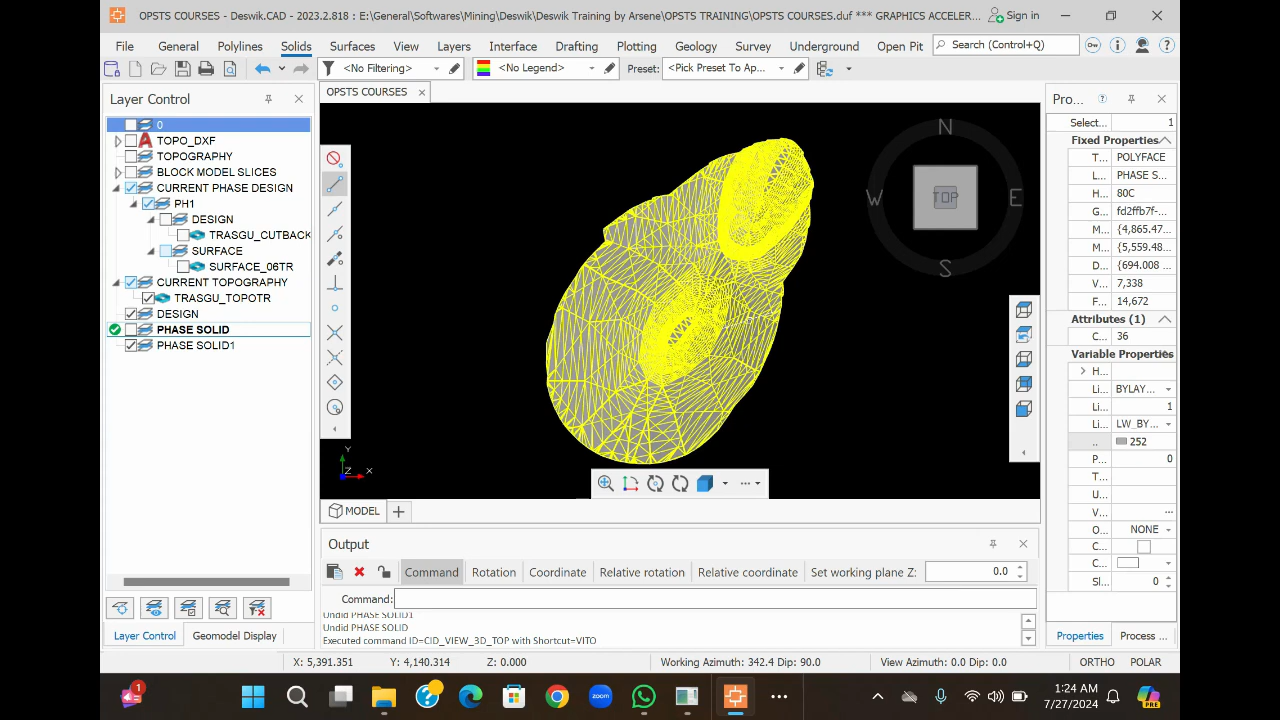 OPSTS COURSES - Deswik.CAD - 2023.2.818 : E:\General\Softwares\Mining\Deswik\Deswik Training by Arsene\OPSTS TRAINING\OPSTS COURSES.duf *** GRAPHICS ACCELER... Sign in
File General Polylines Solids Surfaces View Layers Interface Drafting Plotting Geology Survey Underground Open Pit Search (Control+Q)
<No Filtering> <No Legend> Preset: <Pick Preset To Ap...
Layer Control
0
TOPO_DXF
TOPOGRAPHY
BLOCK MODEL SLICES
CURRENT PHASE DESIGN
PH1
DESIGN
TRASGU_CUTBACK
SURFACE
SURFACE_06TR
CURRENT TOPOGRAPHY
TRASGU_TOPOTR
DESIGN
PHASE SOLID
PHASE SOLID1
Layer Control Geomodel Display
OPSTS COURSES
N
W TOP E
S
Y
Z X
MODEL
Output
Command Rotation Coordinate Relative rotation Relative coordinate Set working plane Z: 0.0
Command:
Undid PHASE SOLID1
Undid PHASE SOLID
Executed command ID=CID_VIEW_3D_TOP with Shortcut=VITO
Pro...
Select... 1
Fixed Properties
T... POLYFACE
L... PHASE S...
H... 80C
G... fd2ffb7f-...
M... {4,865.47...
M... {5,559.48...
D... {694.008 ...
V... 7,338
F... 14,672
Attributes (1)
C... 36
Variable Properties
H...
Li... BYLAY...
Li... 1
Li... LW_BY...
.. 252
P... 0
T...
U...
V... ...
O... NONE
C...
C...
Sl... 0
Properties Process ...
X: 5,391.351 Y: 4,140.314 Z: 0.000 Working Azimuth: 342.4 Dip: 90.0 View Azimuth: 0.0 Dip: 0.0 ORTHO POLAR
1 zoom 1:24 AM PRE
7/27/2024